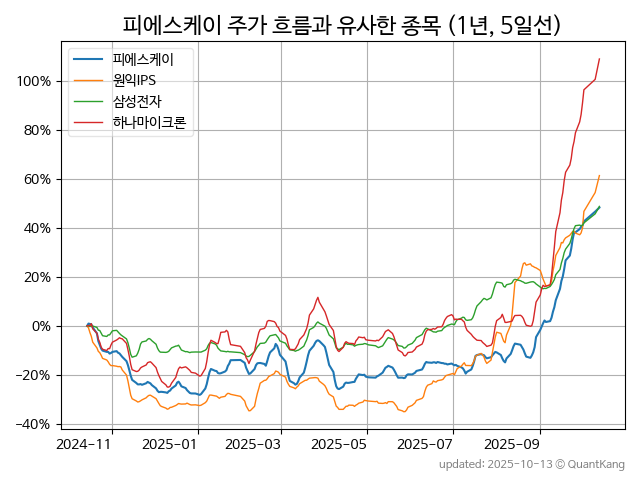 피에스케이 주가 흐름과 유사한 종목 (1년, 5일선)
피에스케이
원익IPS
삼성전자
하나마이크론
100%
80%
60%
40%
20%
0%
−20%
−40%
2024-11
2025-01
2025-03
2025-05
2025-07
2025-09
updated: 2025-10-13 ⓒ QuantKang